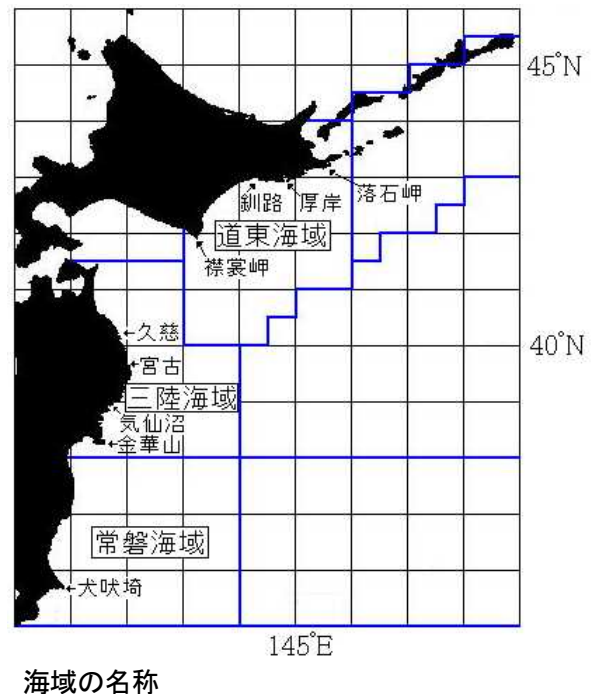 45°N
落石岬
釧路 厚岸
道東海域
襟裳岬
←久慈
40°N
←宮古
三陸海域
気仙沼
←金華山
常磐海域
←犬吠埼
145°E
海域の名称